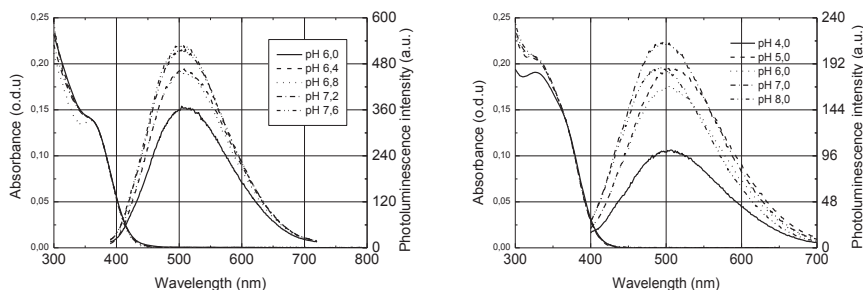 0,25
0,20
0,15
0,10
0,05
0,00
Absorbance (o.d.u)
600
480
360
240
120
0
Photoluminescence intensity (a.u.)
pH 6,0
pH 6,4
pH 6,8
pH 7,2
pH 7,6
300 400 500 600 700 800
Wavelength (nm)
0,25
0,20
0,15
0,10
0,05
0,00
Absorbance (o.d.u)
240
192
144
96
48
0
Photoluminescence intensity (a.u.)
pH 4,0
pH 5,0
pH 6,0
pH 7,0
pH 8,0
300 400 500 600 700
Wavelength (nm)